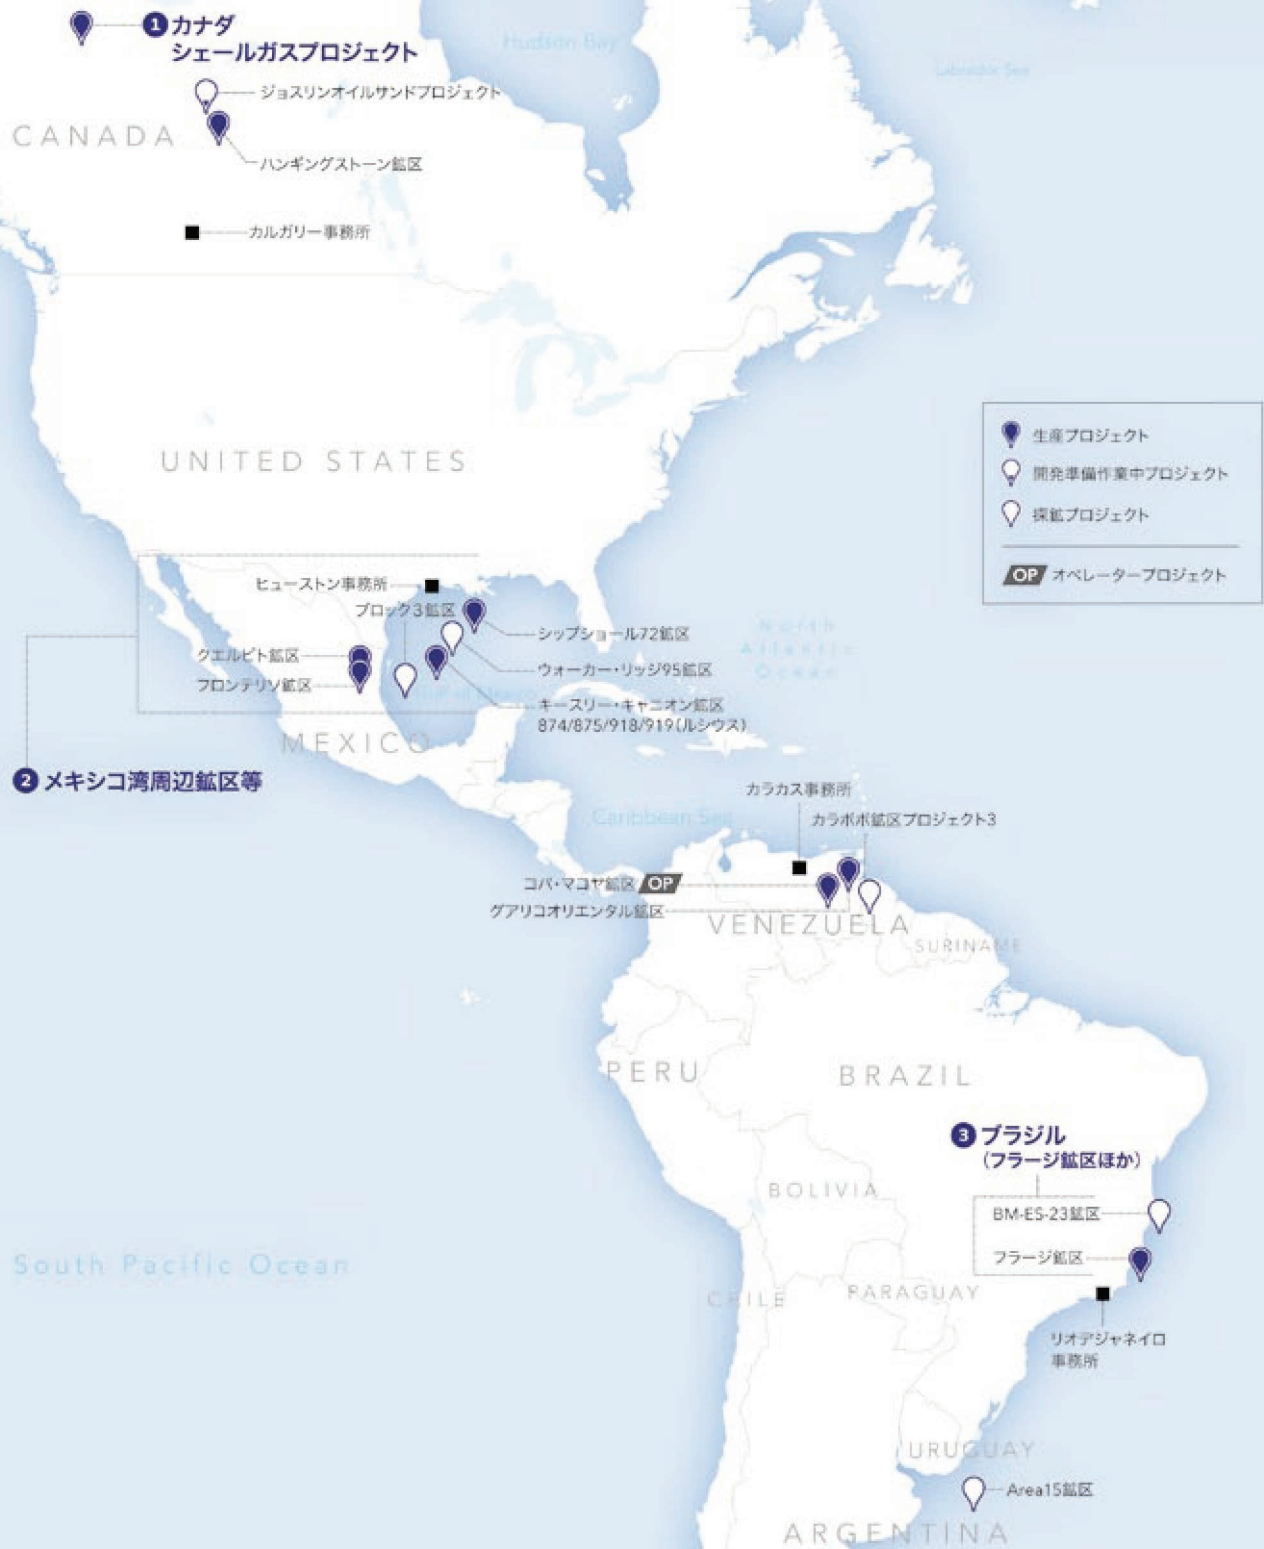 ❶ カナダ
シェールガスプロジェクト
Hudson Bay
Labrador Sea
ジョスリンオイルサンドプロジェクト
CANADA
ハンギングストーン鉱区
カルガリー事務所
UNITED STATES
生産プロジェクト
開発準備作業中プロジェクト
探鉱プロジェクト
OP オペレータープロジェクト
ヒューストン事務所
ブロック3鉱区
シップショール72鉱区
North
Atlantic
Ocean
クエルビト鉱区
ウォーカー・リッジ95鉱区
フロンテリソ鉱区
Gulf of Mexico
キースリー・キャニオン鉱区
874/875/918/919(ルシウス)
MEXICO
❷ メキシコ湾周辺鉱区等
カラカス事務所
Caribbean Sea
カラボボ鉱区プロジェクト3
コパ・マコヤ鉱区 OP
グアリコオリエンタル鉱区
VENEZUELA
SURINAME
PERU
BRAZIL
❸ ブラジル
(フラージ鉱区ほか)
BOLIVIA
BM-ES-23鉱区
フラージ鉱区
South Pacific Ocean
CHILE
PARAGUAY
リオデジャネイロ
事務所
URUGUAY
Area15鉱区
ARGENTINA